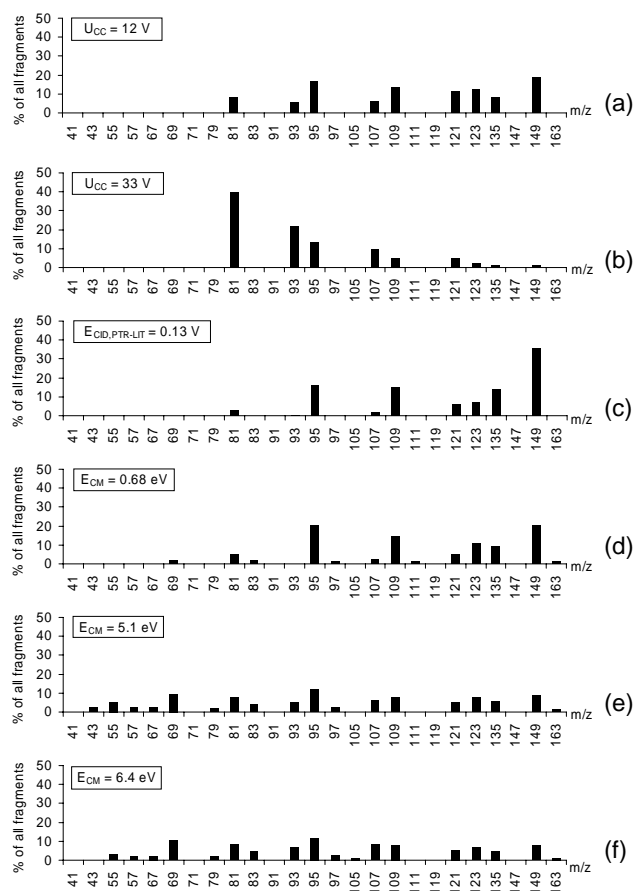 % of all fragments
50
40
30
20
10
0
U_CC = 12 V
41 43 55 57 67 69 71 79 81 83 91 93 95 97 105 107 109 111 119 121 123 135 147 149 163
m/z
(a)
% of all fragments
50
40
30
20
10
0
U_CC = 33 V
41 43 55 57 67 69 71 79 81 83 91 93 95 97 105 107 109 111 119 121 123 135 147 149 163
m/z
(b)
% of all fragments
50
40
30
20
10
0
E_CID,PTR-LIT = 0.13 V
41 43 55 57 67 69 71 79 81 83 91 93 95 97 105 107 109 111 119 121 123 135 147 149 163
m/z
(c)
% of all fragments
50
40
30
20
10
0
E_CM = 0.68 eV
41 43 55 57 67 69 71 79 81 83 91 93 95 97 105 107 109 111 119 121 123 135 147 149 163
m/z
(d)
% of all fragments
50
40
30
20
10
0
E_CM = 5.1 eV
41 43 55 57 67 69 71 79 81 83 91 93 95 97 105 107 109 111 119 121 123 135 147 149 163
m/z
(e)
% of all fragments
50
40
30
20
10
0
E_CM = 6.4 eV
41 43 55 57 67 69 71 79 81 83 91 93 95 97 105 107 109 111 119 121 123 135 147 149 163
m/z
(f)